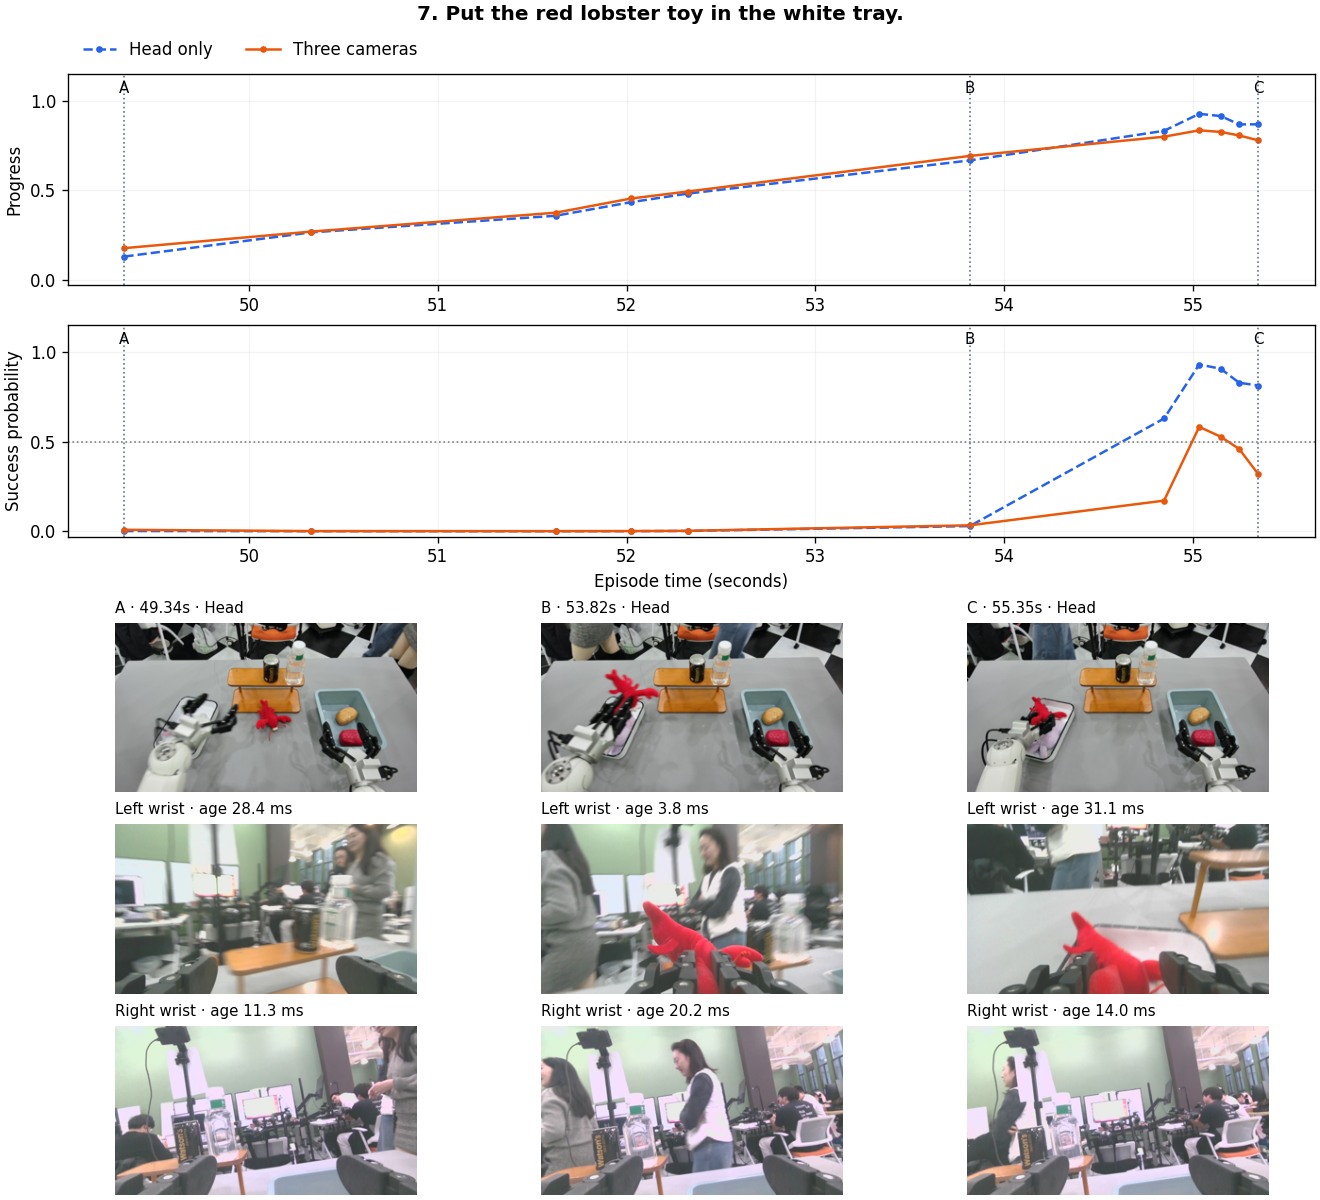 7. Put the red lobster toy in the white tray.
Head only
Three cameras
A
B
C
1.0
0.5
0.0
Progress
50
51
52
53
54
55
A
B
C
1.0
0.5
0.0
Success probability
50
51
52
53
54
55
Episode time (seconds)
A · 49.34s · Head
B · 53.82s · Head
C · 55.35s · Head
Left wrist · age 28.4 ms
Left wrist · age 3.8 ms
Left wrist · age 31.1 ms
Right wrist · age 11.3 ms
Right wrist · age 20.2 ms
Right wrist · age 14.0 ms